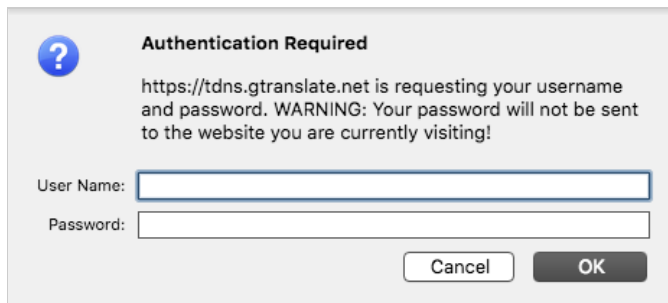 ?
Authentication Required
https://tdns.gtranslate.net is requesting your username
and password. WARNING: Your password will not be sent
to the website you are currently visiting!
User Name:
Password:
Cancel OK